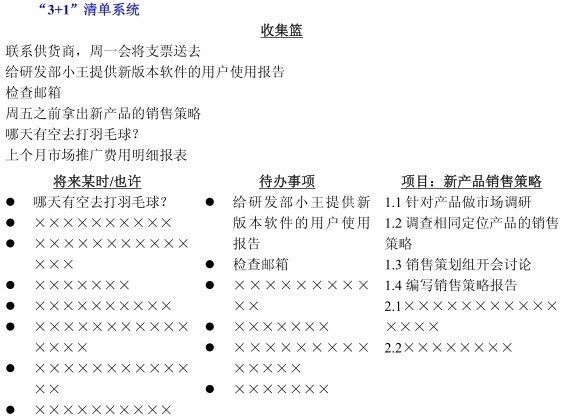 “3+1”清单系统
收集篮
联系供货商，周一会将支票送去
给研发部小王提供新版本软件的用户使用报告
检查邮箱
周五之前拿出新产品的销售策略
哪天有空去打羽毛球？
上个月市场推广费用明细报表
将来某时/也许
● 哪天有空去打羽毛球？
● ××××××××××
● ×××××××××××
×××
● ×××××××
● ××××××××××
● ×××××××××××
××××
● ×××××××××××
××
● ××××××××××
待办事项
● 给研发部小王提供新
版本软件的用户使用
报告
● 检查邮箱
● ×××××××××
××
● ×××××××
● ×××××××××
×××××
● ×××××××
项目：新产品销售策略
1.1 针对产品做市场调研
1.2 调查相同定位产品的销售
策略
1.3 销售策划组开会讨论
1.4 编写销售策略报告
2.1×××××××××××
××××
2.2××××××××